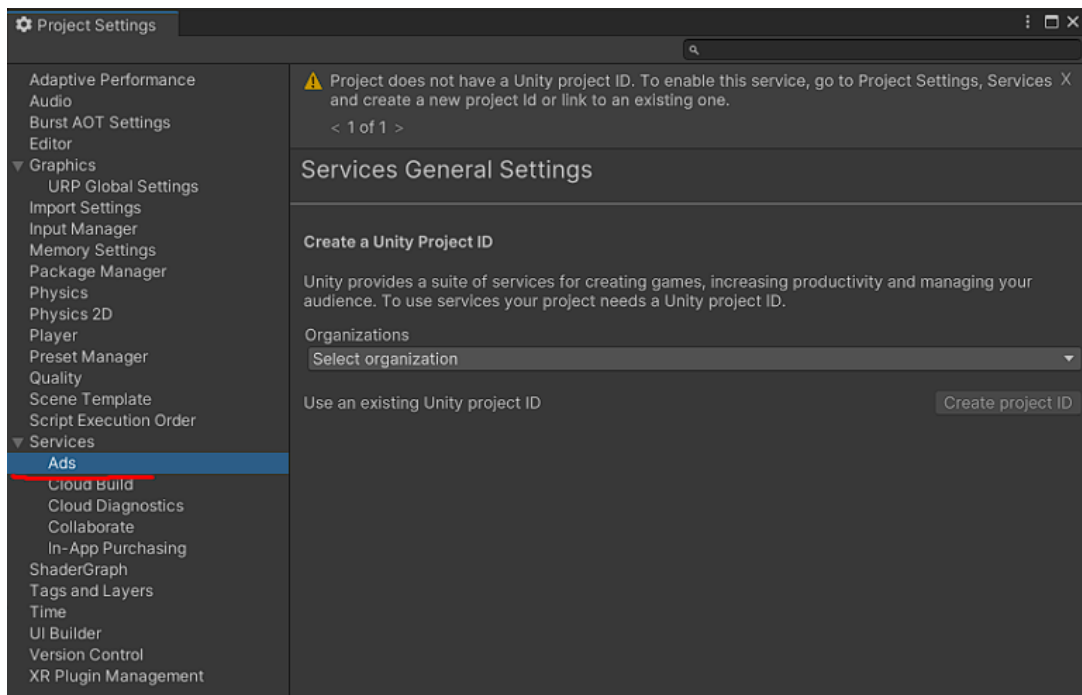 Project Settings
Adaptive Performance
Audio
Burst AOT Settings
Editor
Graphics
URP Global Settings
Import Settings
Input Manager
Memory Settings
Package Manager
Physics
Physics 2D
Player
Preset Manager
Quality
Scene Template
Script Execution Order
Services
Ads
Cloud Build
Cloud Diagnostics
Collaborate
In-App Purchasing
ShaderGraph
Tags and Layers
Time
UI Builder
Version Control
XR Plugin Management
Project does not have a Unity project ID. To enable this service, go to Project Settings, Services X
and create a new project Id or link to an existing one.
< 1 of 1 >
Services General Settings
Create a Unity Project ID
Unity provides a suite of services for creating games, increasing productivity and managing your
audience. To use services your project needs a Unity project ID.
Organizations
Select organization
Use an existing Unity project ID
Create project ID